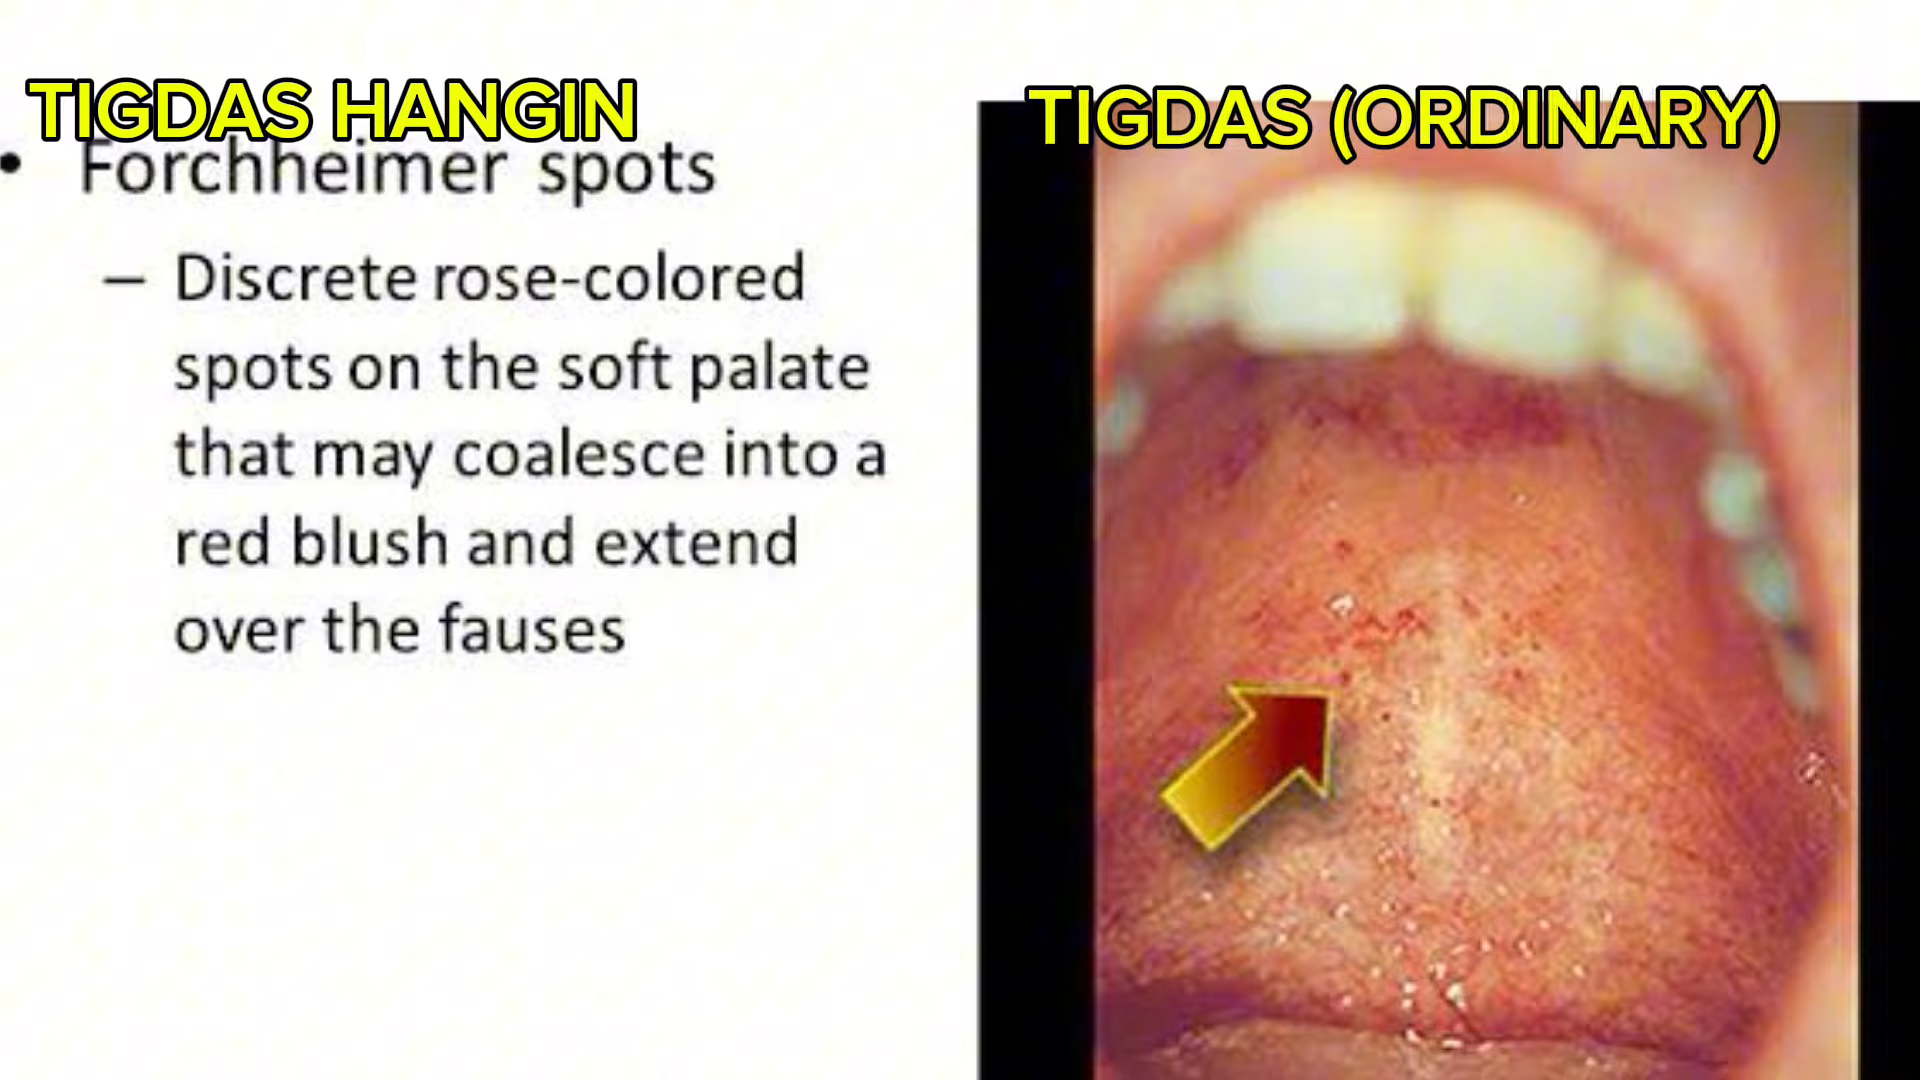 TIGDAS HANGIN
TIGDAS (ORDINARY)
• Forchheimer spots
– Discrete rose-colored
spots on the soft palate
that may coalesce into a
red blush and extend
over the fauses